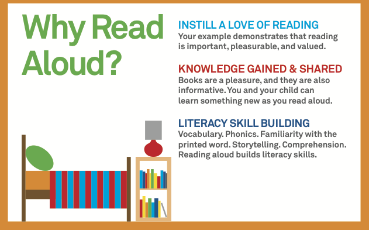 Why Read
Aloud?
INSTILL A LOVE OF READING
Your example demonstrates that reading
is important, pleasurable, and valued.
KNOWLEDGE GAINED & SHARED
Books are a pleasure, and they are also
informative. You and your child can
learn something new as you read aloud.
LITERACY SKILL BUILDING
Vocabulary. Phonics. Familiarity with the
printed word. Storytelling. Comprehension.
Reading aloud builds literacy skills.